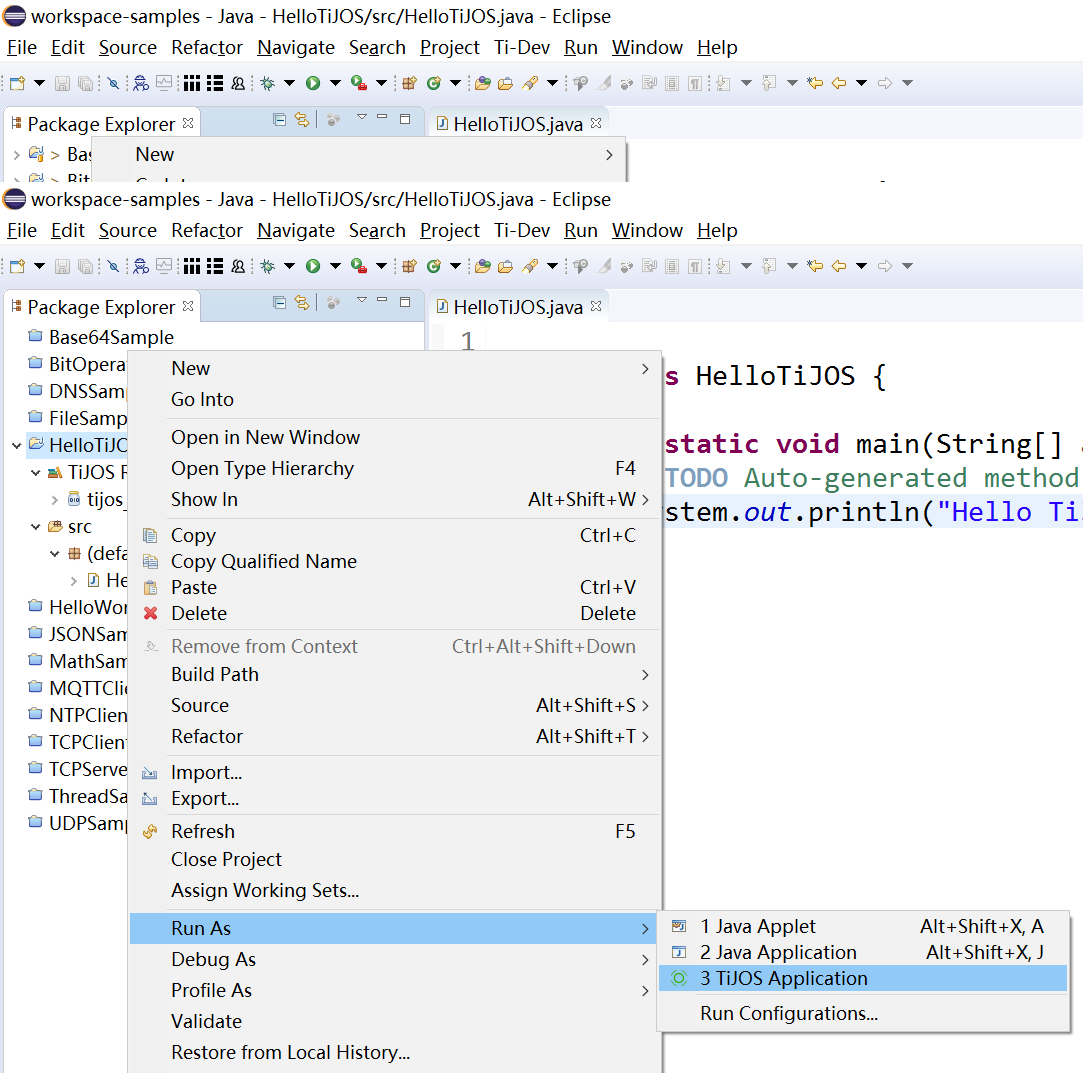 workspace-samples - Java - HelloTiJOS/src/HelloTiJOS.java - Eclipse
File Edit Source Refactor Navigate Search Project Ti-Dev Run Window Help
Package Explorer HelloTiJOS.java
> Bas New
> Bit
workspace-samples - Java - HelloTiJOS/src/HelloTiJOS.java - Eclipse
File Edit Source Refactor Navigate Search Project Ti-Dev Run Window Help
Package Explorer HelloTiJOS.java
Base64Sample
1
BitOpera
DNSSam
FileSamp
HelloTiJO
TiJOS R
tijos_
src
(defa
He
HelloWor
JSONSam
MathSam
MQTTClie
NTPClien
TCPClient
TCPServe
ThreadSa
UDPSamp
New
Go Into
Open in New Window
Open Type Hierarchy F4
Show In Alt+Shift+W
Copy Ctrl+C
Copy Qualified Name
Paste Ctrl+V
Delete Delete
Remove from Context Ctrl+Alt+Shift+Down
Build Path
Source Alt+Shift+S
Refactor Alt+Shift+T
Import...
Export...
Refresh F5
Close Project
Assign Working Sets...
Run As
Debug As
Profile As
Validate
Restore from Local History...
s HelloTiJOS {
static void main(String[] a
TODO Auto-generated method
stem.out.println("Hello Ti
1 Java Applet Alt+Shift+X, A
2 Java Application Alt+Shift+X, J
3 TiJOS Application
Run Configurations...